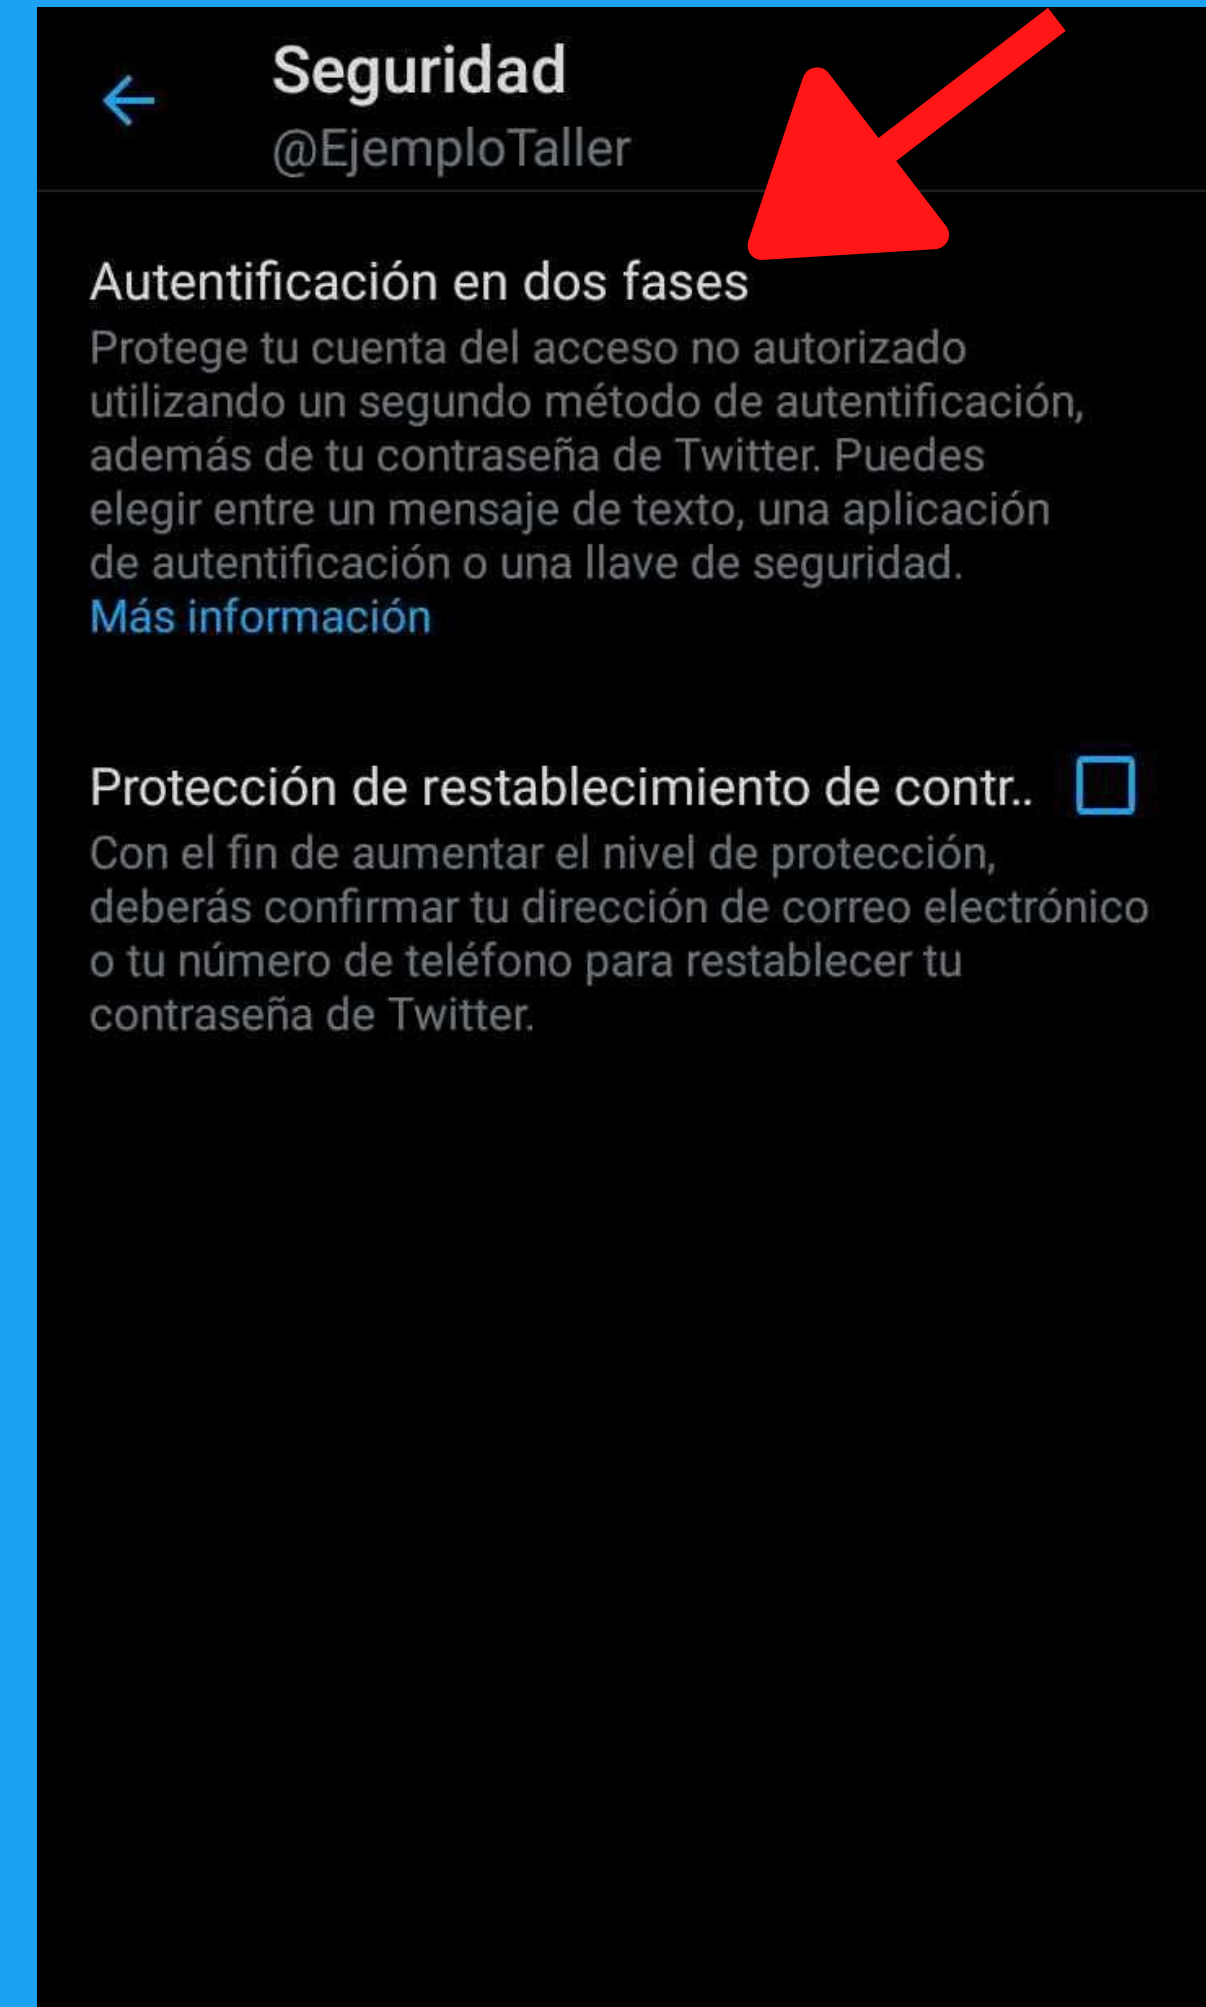 Seguridad
@EjemploTaller
Autentificación en dos fases
Protege tu cuenta del acceso no autorizado
utilizando un segundo método de autentificación,
además de tu contraseña de Twitter. Puedes
elegir entre un mensaje de texto, una aplicación
de autentificación o una llave de seguridad.
Más información
Protección de restablecimiento de contr..
Con el fin de aumentar el nivel de protección,
deberás confirmar tu dirección de correo electrónico
o tu número de teléfono para restablecer tu
contraseña de Twitter.